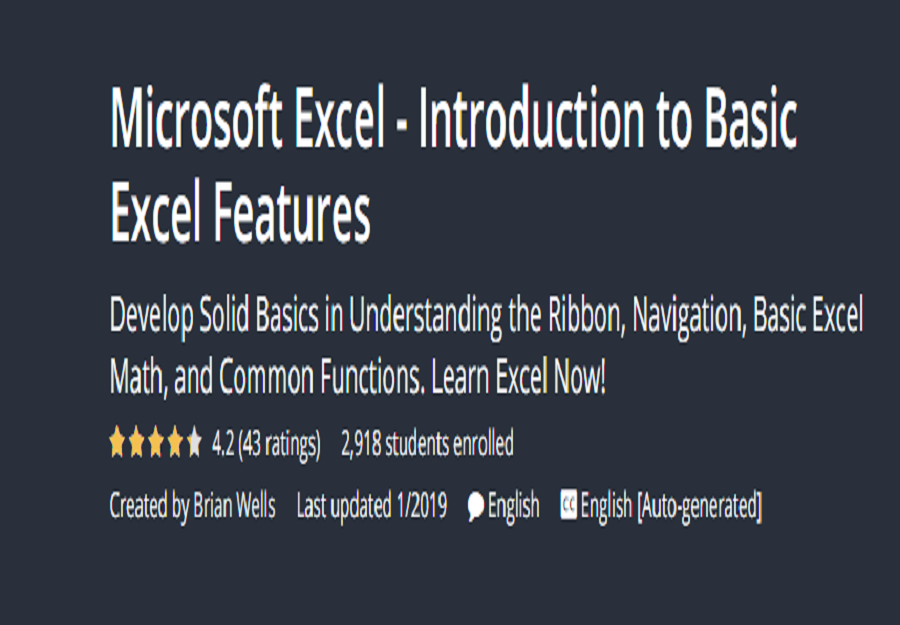 Microsoft Excel - Introduction to Basic
Excel Features
Develop Solid Basics in Understanding the Ribbon, Navigation, Basic Excel
Math, and Common Functions. Learn Excel Now!
4.2 (43 ratings) 2,918 students enrolled
Created by Brian Wells Last updated 1/2019 English CC English [Auto-generated]